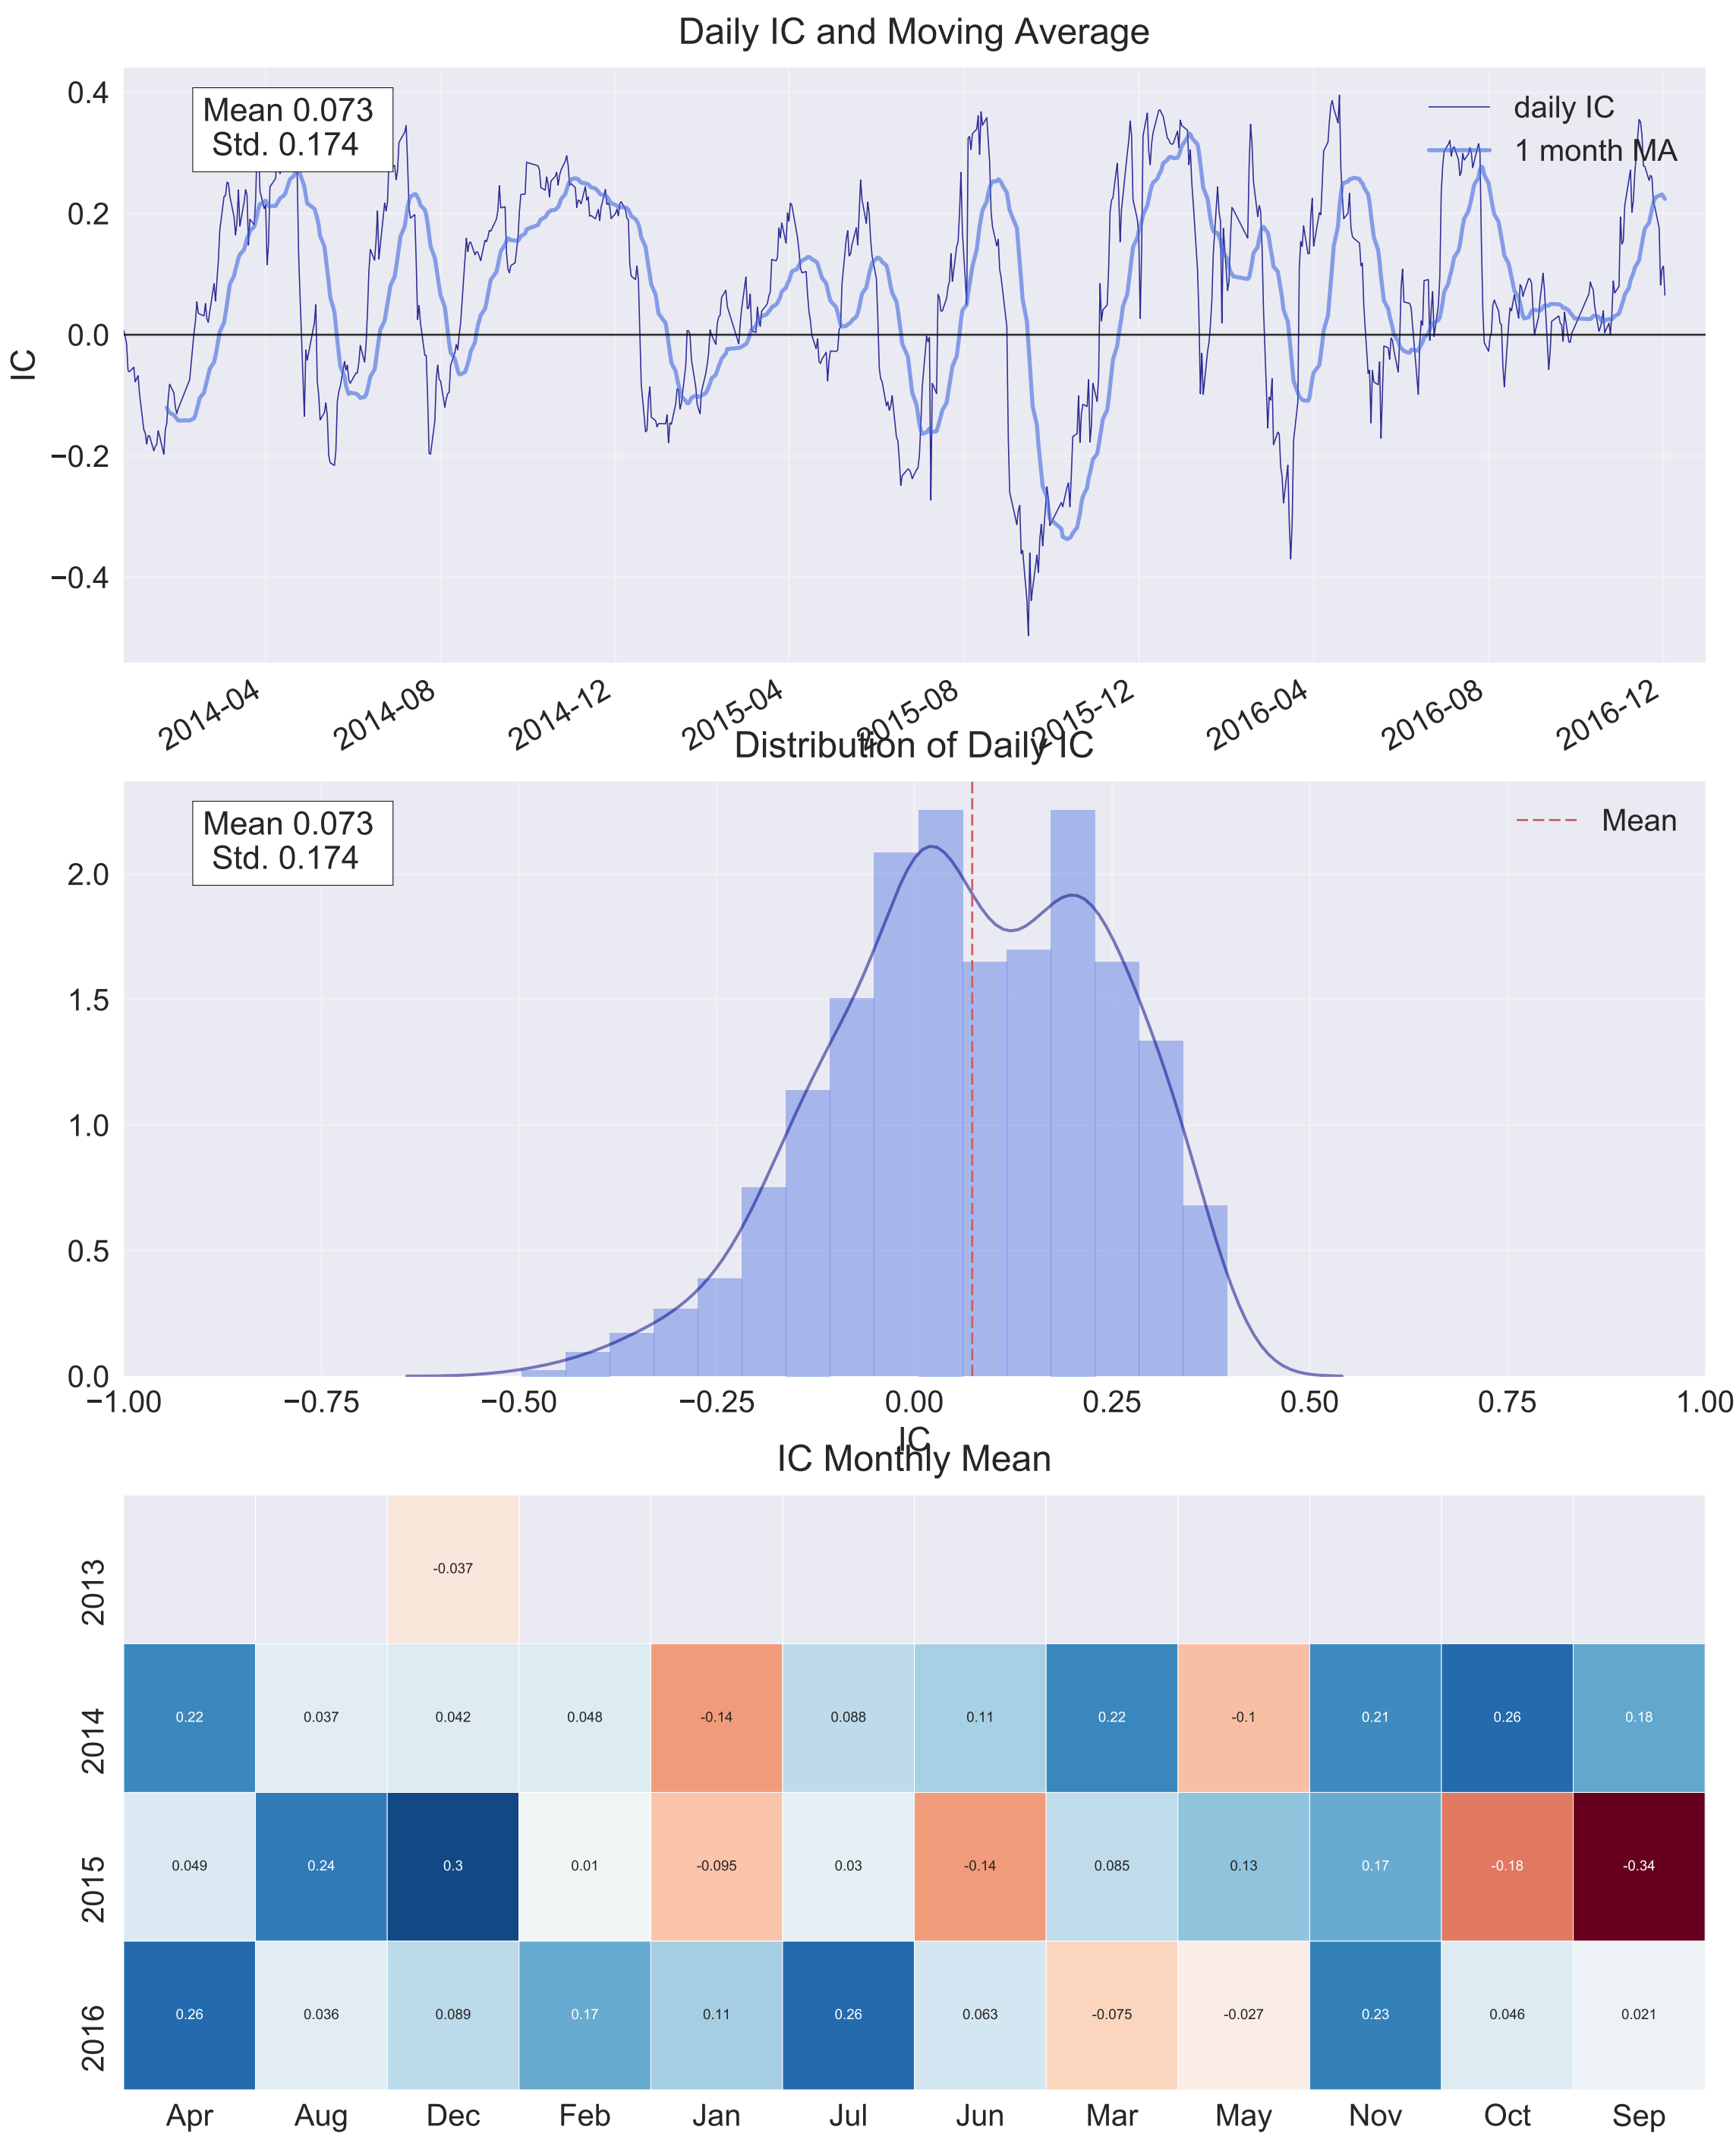 Daily IC and Moving Average
Mean 0.073
Std. 0.174
daily IC
1 month MA
0.4
0.2
0.0
−0.2
−0.4
IC
2014-04
2014-08
2014-12
2015-04
2015-08
2015-12
2016-04
2016-08
2016-12
Distribution of Daily IC
Mean 0.073
Std. 0.174
Mean
2.0
1.5
1.0
0.5
0.0
−1.00 −0.75 −0.50 −0.25 0.00 0.25 0.50 0.75 1.00
IC
IC Monthly Mean
2013
-0.037
2014
0.22 0.037 0.042 0.048 -0.14 0.088 0.11 0.22 -0.1 0.21 0.26 0.18
2015
0.049 0.24 0.3 0.01 -0.095 0.03 -0.14 0.085 0.13 0.17 -0.18 -0.34
2016
0.26 0.036 0.089 0.17 0.11 0.26 0.063 -0.075 -0.027 0.23 0.046 0.021
Apr Aug Dec Feb Jan Jul Jun Mar May Nov Oct Sep